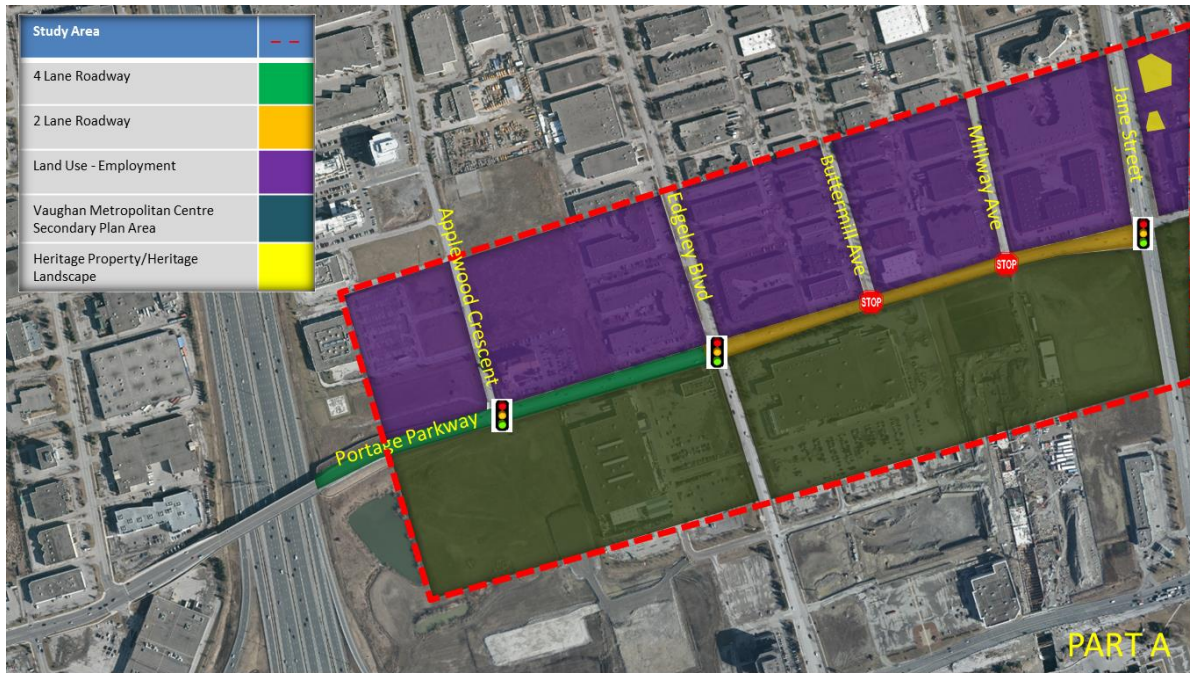 Study Area
4 Lane Roadway
2 Lane Roadway
Land Use - Employment
Vaughan Metropolitan Centre
Secondary Plan Area
Heritage Property/Heritage
Landscape
Applewood Crescent
Edgeley Blvd
Buttermill Ave
Millway Ave
Jane Street
STOP
STOP
Portage Parkway
PART A